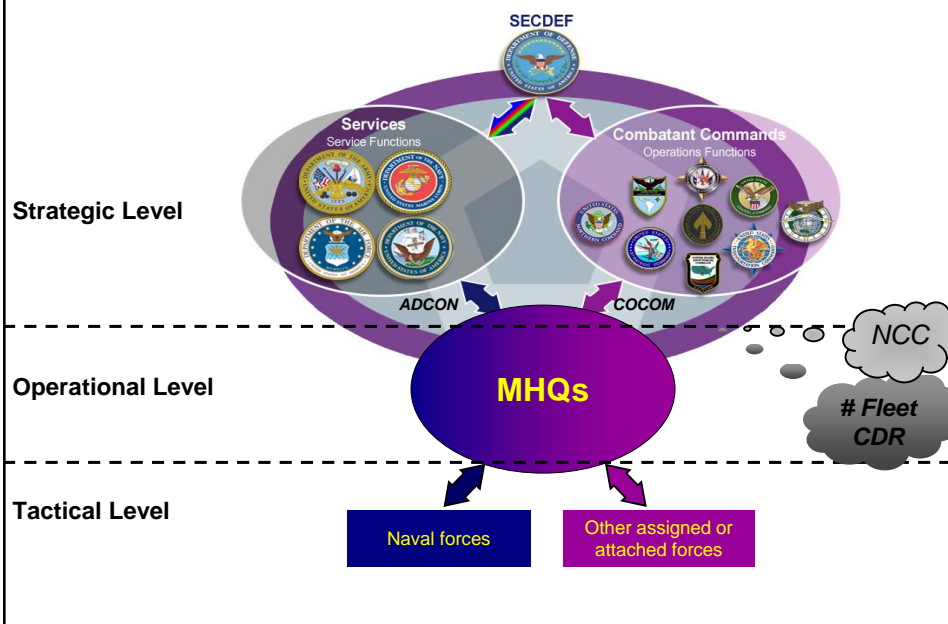 SECDEF
Services
Service Functions
Combatant Commands
Operations Functions
Strategic Level
ADCON
COCOM
NCC
Operational Level
MHQs
# Fleet
CDR
Tactical Level
Naval forces
Other assigned or
attached forces